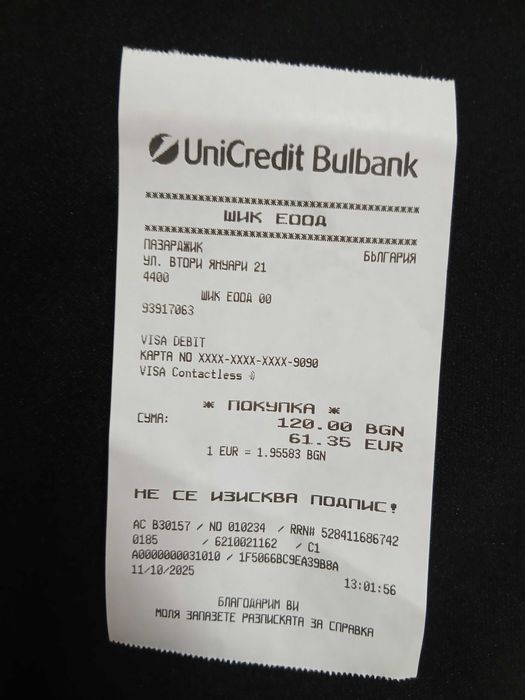 UniCredit Bulbank
****************************************
ШИК ЕООД
****************************************
ПАЗАРДЖИК БЪЛГАРИЯ
УЛ. ВТОРИ ЯНУАРИ 21
4400
ШИК ЕООД 00
93917063
VISA DEBIT
КАРТА NO XXXX-XXXX-XXXX-9090
VISA Contactless
* ПОКУПКА *
СУМА: 120.00 BGN
61.35 EUR
1 EUR = 1.95583 BGN
НЕ СЕ ИЗИСКВА ПОДПИС!
AC B30157 / NO 010234 / RRN# 528411686742
0185 / 6210021162 / C1
A0000000031010 / 1F5066BC9EA39B8A
11/10/2025 13:01:56
БЛАГОДАРИМ ВИ
МОЛЯ ЗАПАЗЕТЕ РАЗПИСКАТА ЗА СПРАВКА